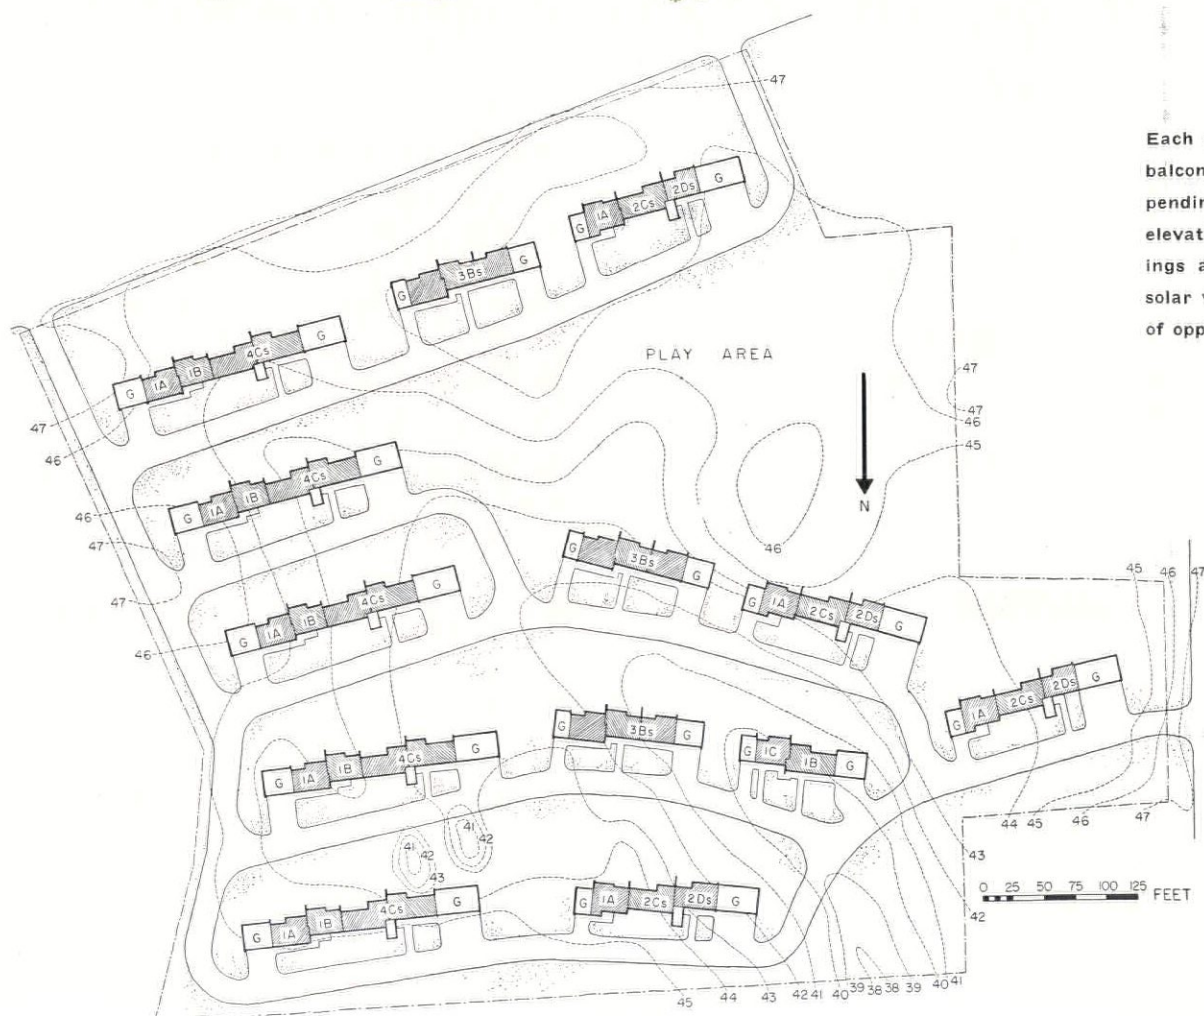 47
Each
balcon
pendin
elevat
ings a
solar
of opp
G 1A 2Cs 2Ds G
G 3Bs G
G 1A 1B 4Cs G
PLAY AREA
47
46
47
47
46
45
G 1A 1B 4Cs G
46
47
N
46
G 3Bs G
45 46 47
G 1A 1B 4Cs G
47
46
G 1A 2Cs 2Ds G
G 1A 2Cs 2Ds G
G 3Bs G
G 1C 1B G
G 1A 1B 4Cs G
44 45 46 47
41
42
41
42
43
43
0 25 50 75 100 125 FEET
G 1A 1B 4Cs G
G 1A 2Cs 2Ds G
42
45 44 43 42 41 40 39 38 38 39 40 41